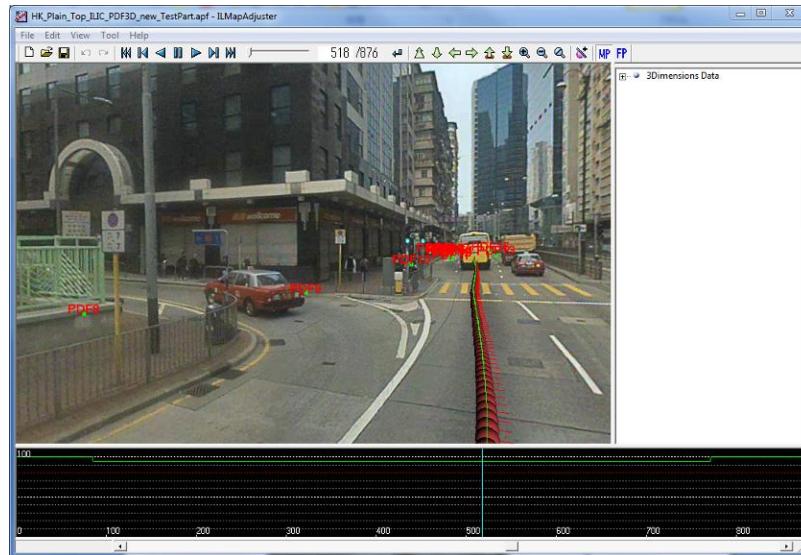 HK_Plain_Top_ILIC_PDF3D_new_TestPart.apf - ILMapAdjuster
File Edit View Tool Help
518 /876 MP FP
3Dimensions Data
wellcome
PDF8
100
0 100 200 300 400 500 600 700 800